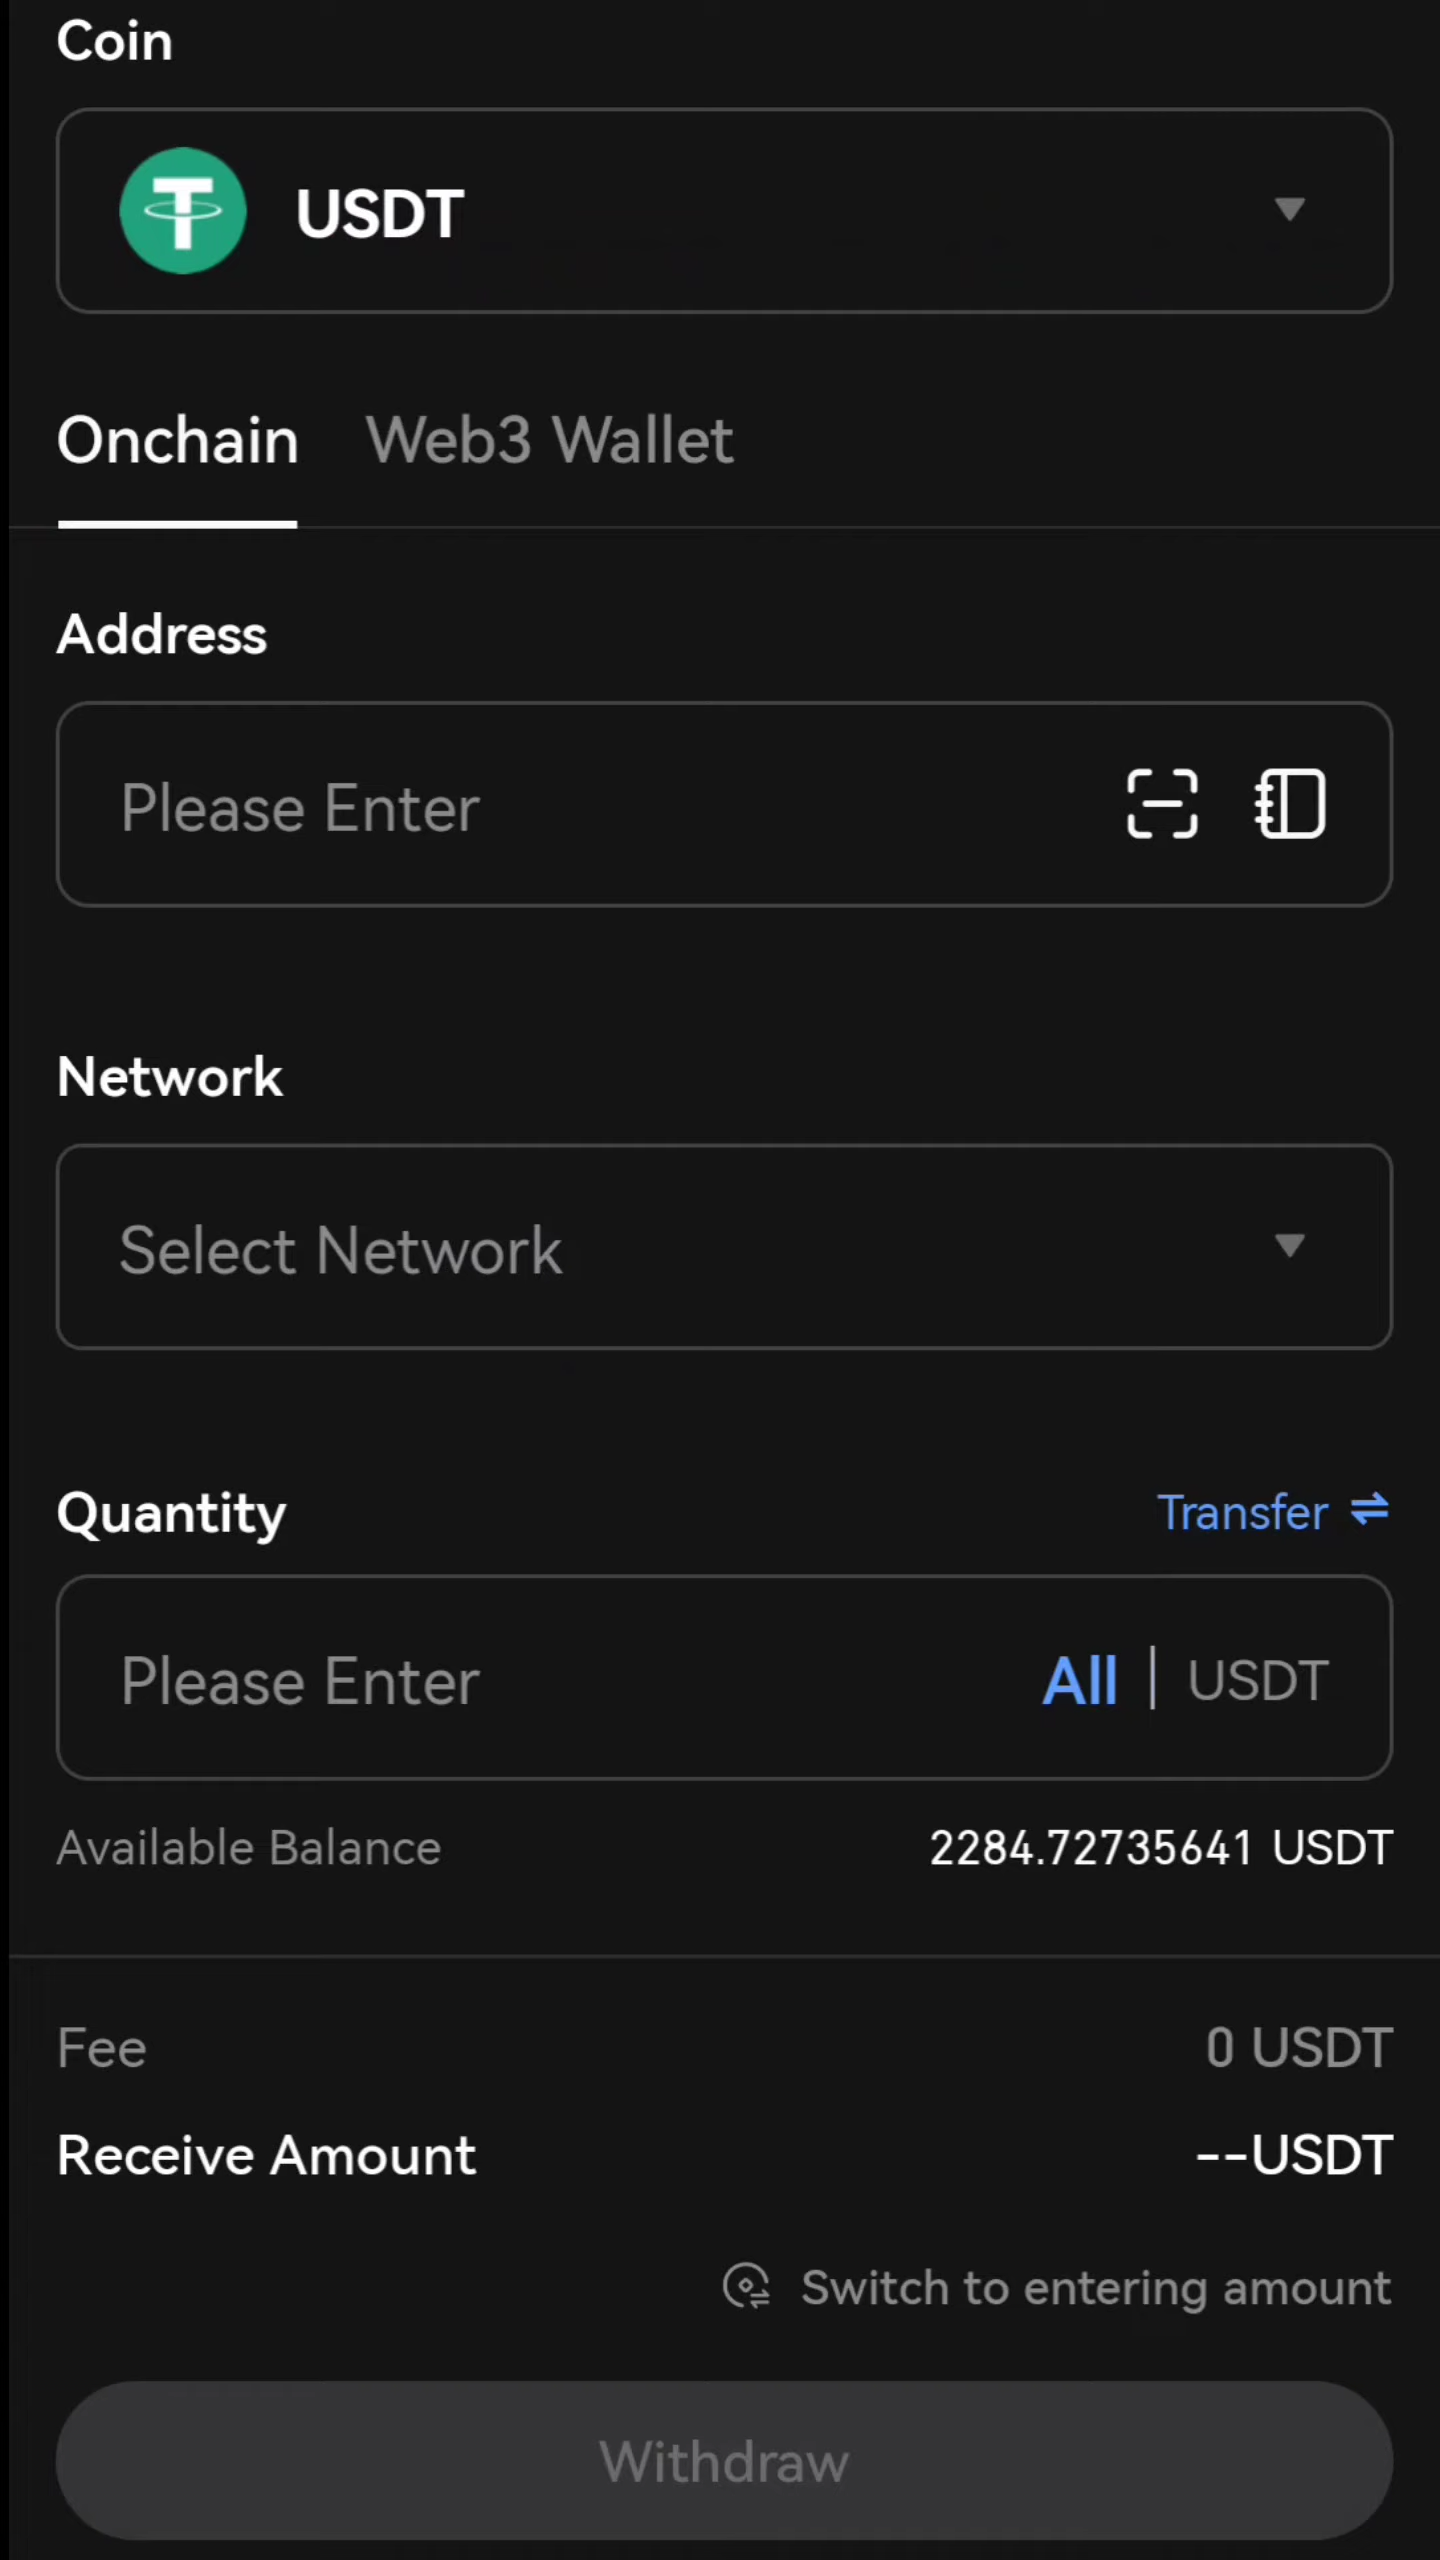 Coin
USDT
Onchain Web3 Wallet
Address
Please Enter
Network
Select Network
Quantity Transfer
Please Enter All | USDT
Available Balance 2284.72735641 USDT
Fee 0 USDT
Receive Amount --USDT
Switch to entering amount
Withdraw